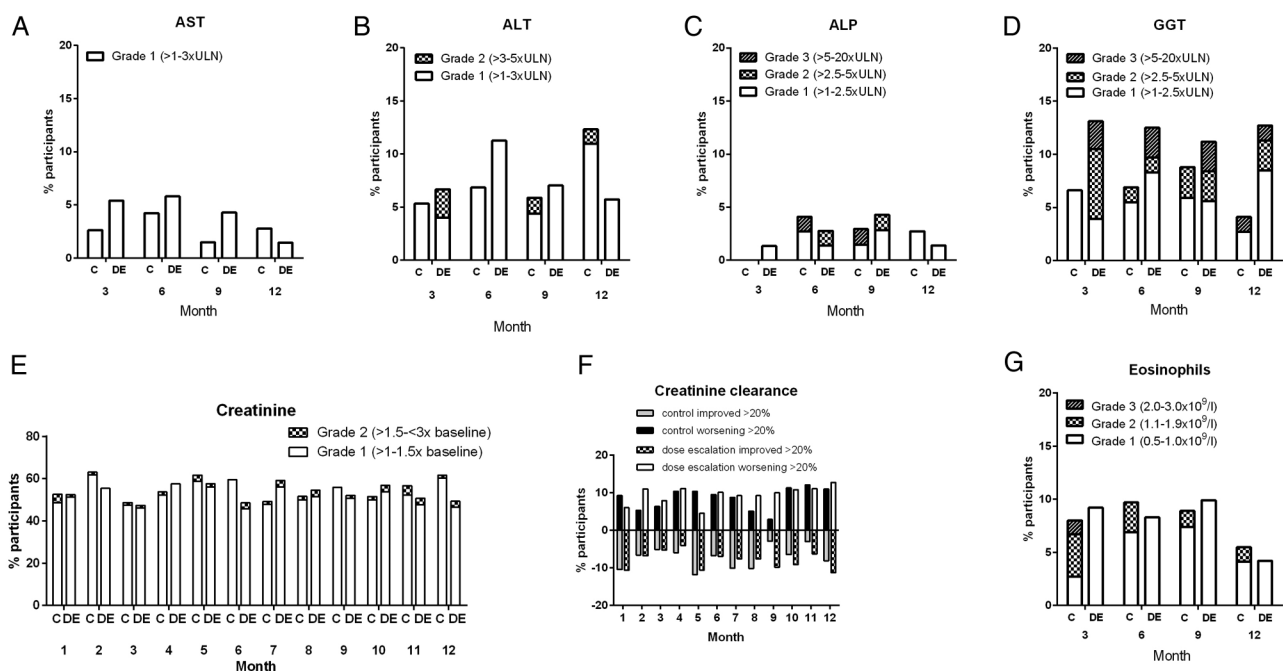 A
AST
20
15
10
5
0
% participants
Grade 1 (>1-3xULN)
C DE C DE C DE C DE
3 6 9 12
Month
B
ALT
20
15
10
5
0
% participants
Grade 2 (>3-5xULN)
Grade 1 (>1-3xULN)
C DE C DE C DE C DE
3 6 9 12
Month
C
ALP
20
15
10
5
0
% participants
Grade 3 (>5-20xULN)
Grade 2 (>2.5-5xULN)
Grade 1 (>1-2.5xULN)
C DE C DE C DE C DE
3 6 9 12
Month
D
GGT
20
15
10
5
0
% participants
Grade 3 (>5-20xULN)
Grade 2 (>2.5-5xULN)
Grade 1 (>1-2.5xULN)
C DE C DE C DE C DE
3 6 9 12
Month
E
Creatinine
80
60
40
20
0
% participants
Grade 2 (>1.5-<3x baseline)
Grade 1 (>1-1.5x baseline)
C DE C DE C DE C DE C DE C DE C DE C DE C DE C DE C DE C DE
1 2 3 4 5 6 7 8 9 10 11 12
Month
F
Creatinine clearance
control improved >20%
control worsening >20%
dose escalation improved >20%
dose escalation worsening >20%
20
10
0
-10
-20
% participants
1 2 3 4 5 6 7 8 9 10 11 12
Month
G
Eosinophils
20
15
10
5
0
% participants
Grade 3 (2.0-3.0x10⁹/l)
Grade 2 (1.1-1.9x10⁹/l)
Grade 1 (0.5-1.0x10⁹/l)
C DE C DE C DE C DE
3 6 9 12
Month